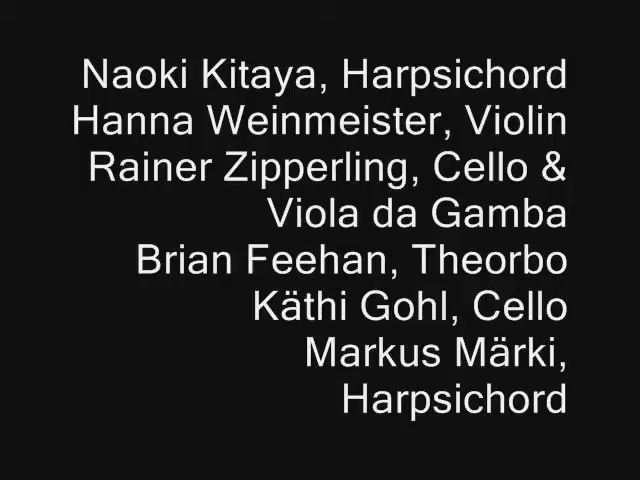 Naoki Kitaya, Harpsichord
Hanna Weinmeister, Violin
Rainer Zipperling, Cello &
Viola da Gamba
Brian Feehan, Theorbo
Käthi Gohl, Cello
Markus Märki,
Harpsichord